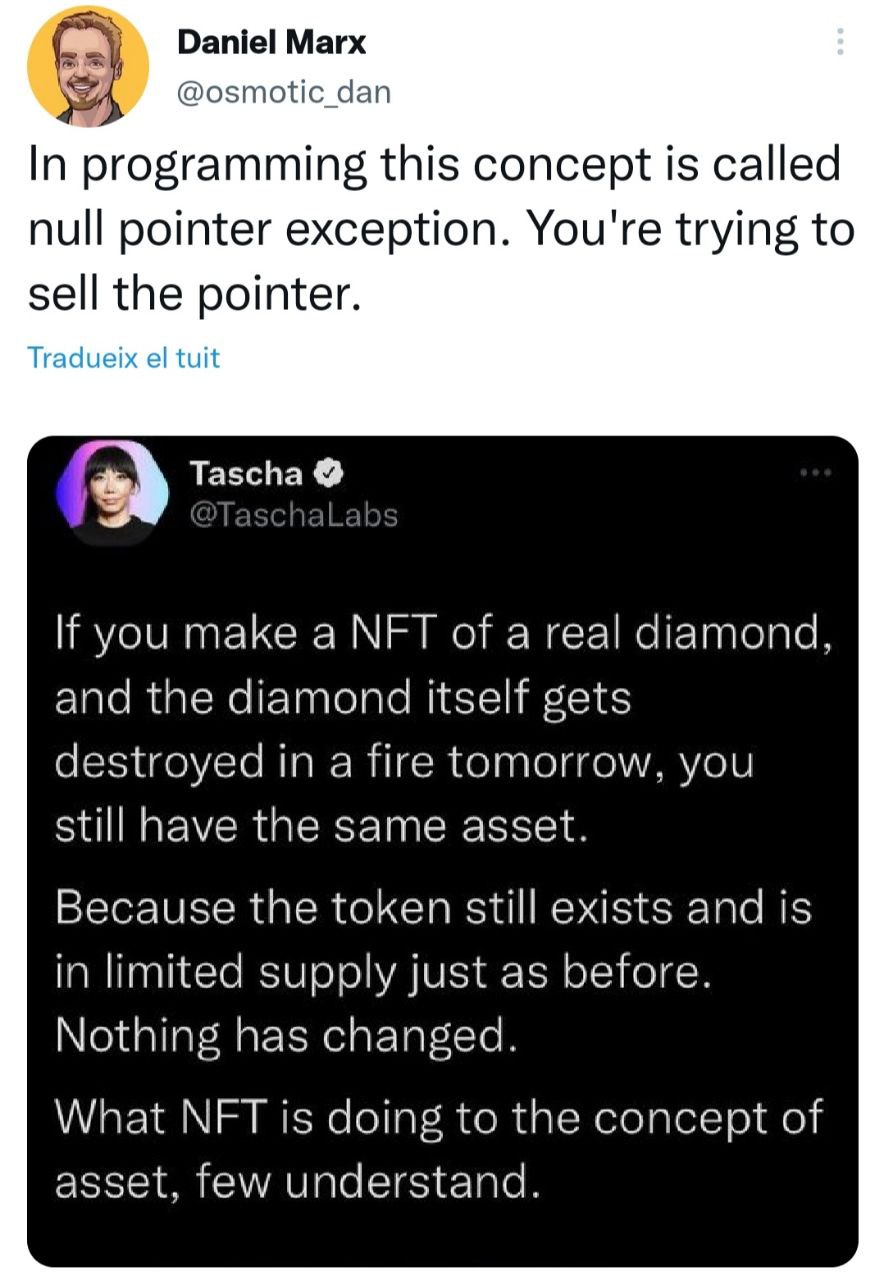 Daniel Marx
@osmotic_dan
In programming this concept is called
null pointer exception. You're trying to
sell the pointer.
Tradueix el tuit
Tascha
@TaschaLabs
If you make a NFT of a real diamond,
and the diamond itself gets
destroyed in a fire tomorrow, you
still have the same asset.
Because the token still exists and is
in limited supply just as before.
Nothing has changed.
What NFT is doing to the concept of
asset, few understand.